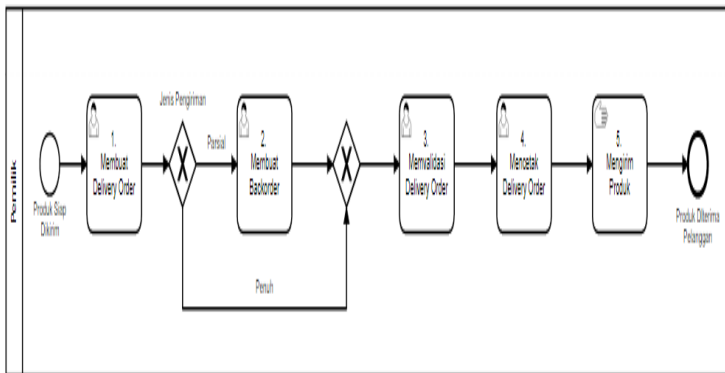 Pemilik
Produk Siap
Dikirim
1.
Membuat
Delivery Order
Jenis Pengiriman
Parsial
2.
Membuat
Backorder
Penuh
3.
Memvalidasi
Delivery Order
4.
Mencetak
Delivery Order
5.
Mengirim
Produk
Produk Diterima
Pelanggan